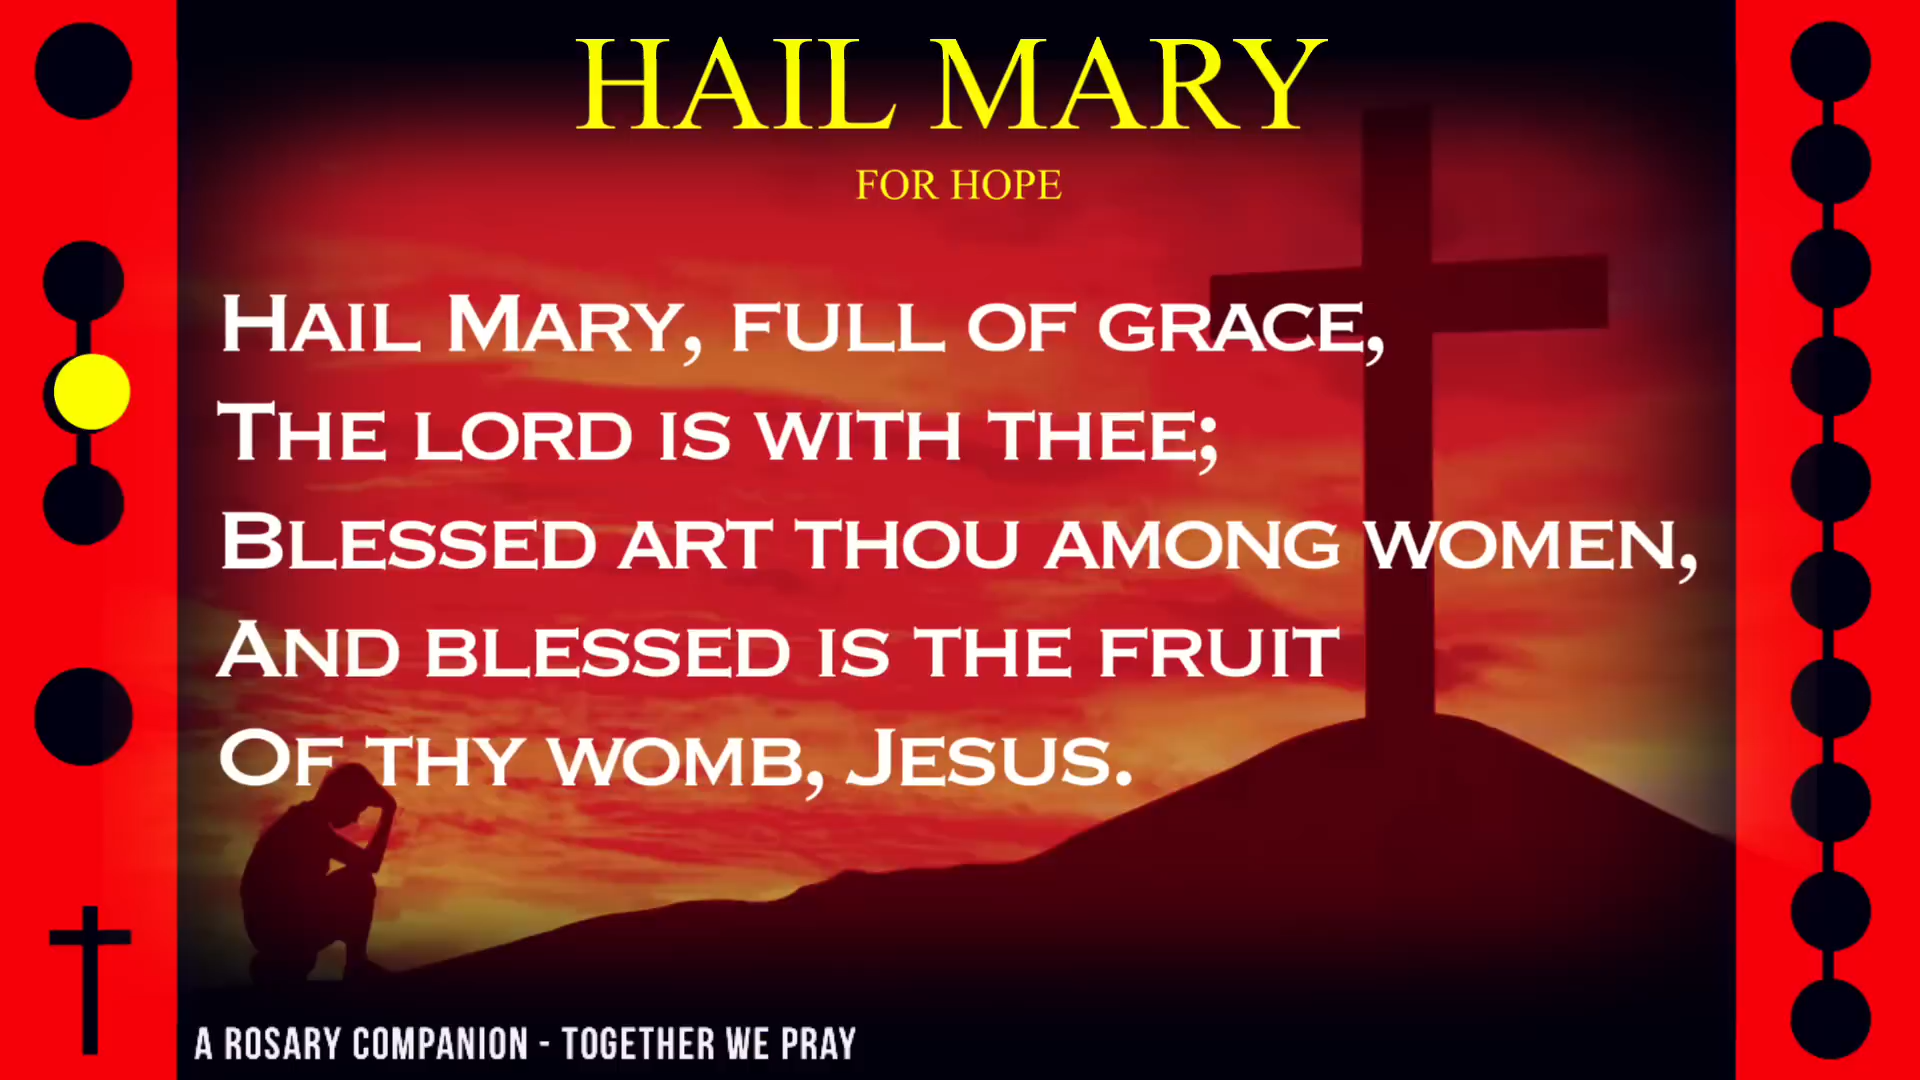 HAIL MARY
FOR HOPE
HAIL MARY, FULL OF GRACE,
THE LORD IS WITH THEE;
BLESSED ART THOU AMONG WOMEN,
AND BLESSED IS THE FRUIT
OF THY WOMB, JESUS.
A ROSARY COMPANION - TOGETHER WE PRAY